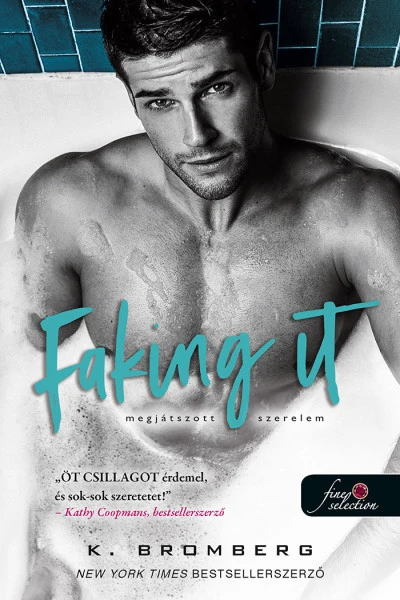 Faking it
megjátszott szerelem
„ÖT CSILLAGOT érdemel,
és sok-sok szeretetet!”
– Kathy Coopmans, bestsellerszerző
fine
selection
K. BROMBERG
NEW YORK TIMES BESTSELLERSZERZŐ